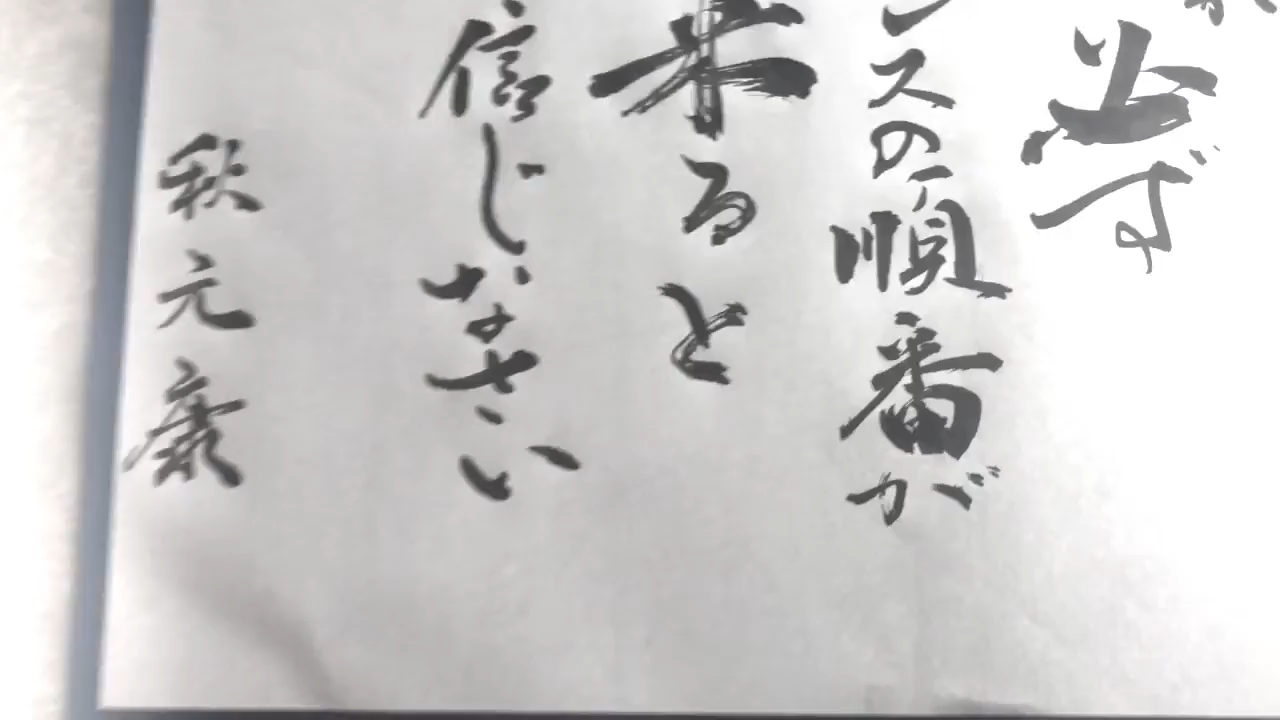 必ず
ンスの順番が
来ると
信じなさい
秋元康